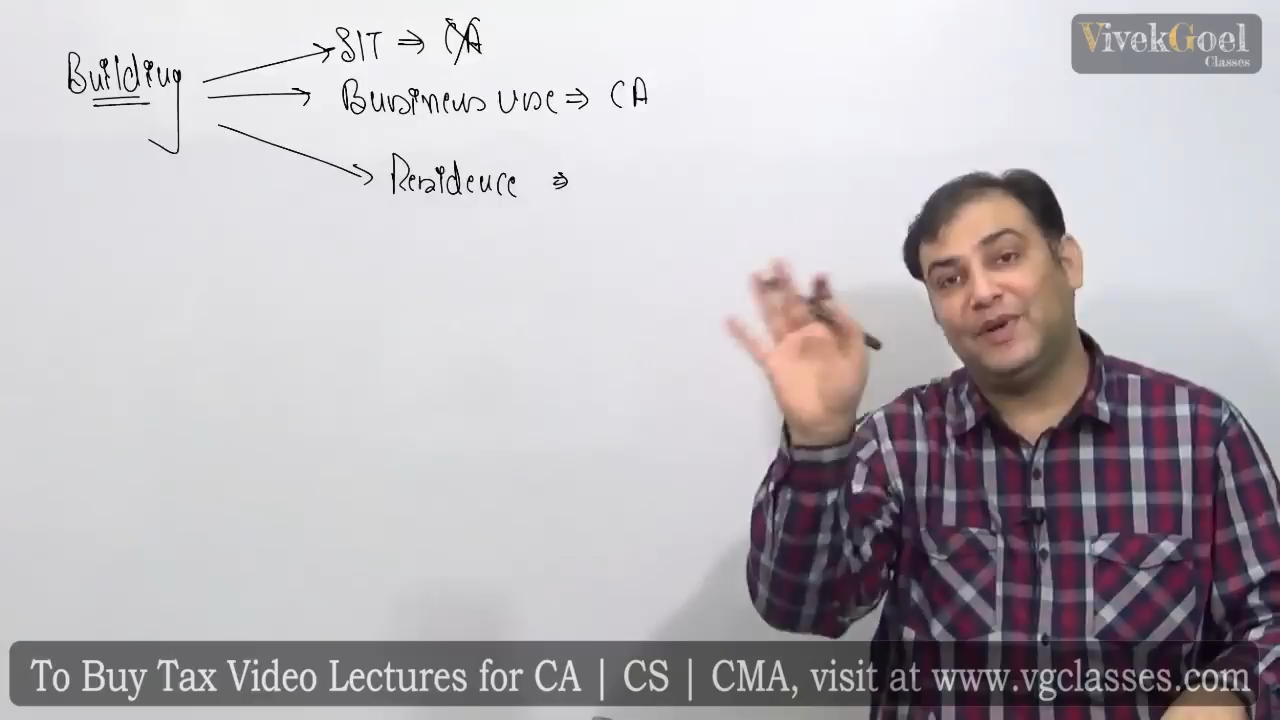 SIT ⇒ CA
Building
Business use ⇒ CA
Residence ⇒
VivekGoel
Classes
To Buy Tax Video Lectures for CA | CS | CMA, visit at www.vgclasses.com